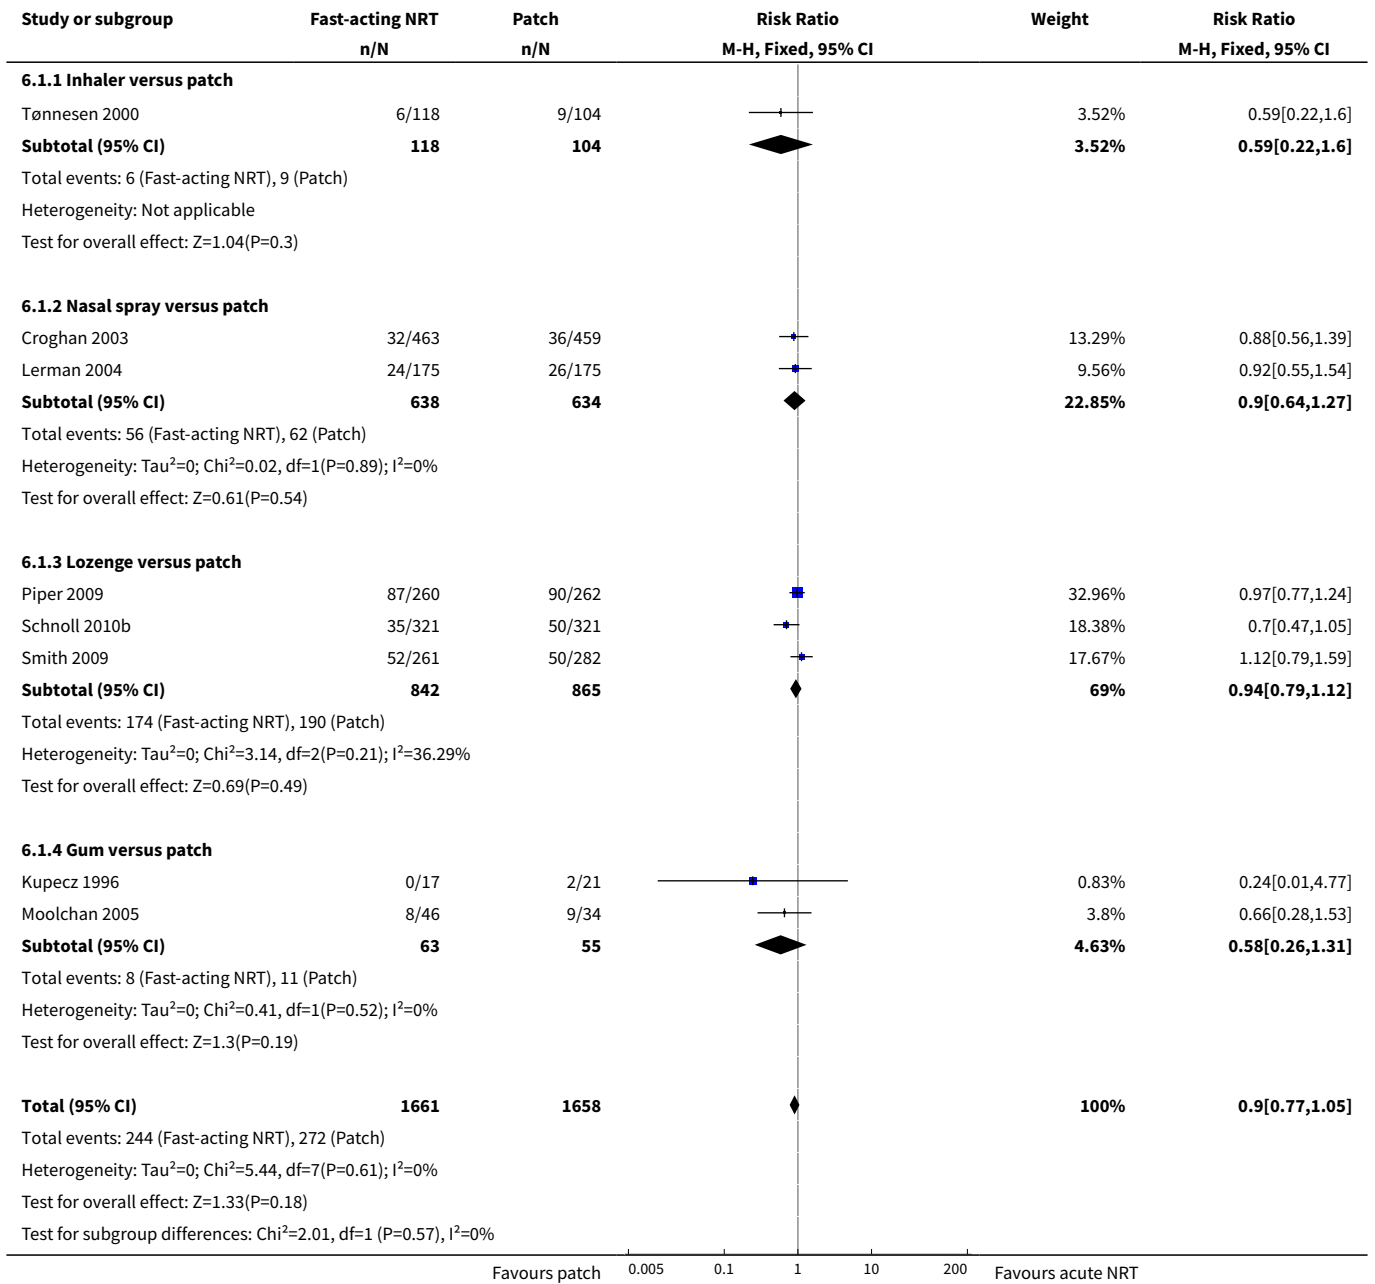 Study or subgroup Fast-acting NRT Patch Risk Ratio Weight Risk Ratio
n/N n/N M-H, Fixed, 95% CI M-H, Fixed, 95% CI
6.1.1 Inhaler versus patch
Tønnesen 2000 6/118 9/104 3.52% 0.59[0.22,1.6]
Subtotal (95% CI) 118 104 3.52% 0.59[0.22,1.6]
Total events: 6 (Fast-acting NRT), 9 (Patch)
Heterogeneity: Not applicable
Test for overall effect: Z=1.04(P=0.3)
6.1.2 Nasal spray versus patch
Croghan 2003 32/463 36/459 13.29% 0.88[0.56,1.39]
Lerman 2004 24/175 26/175 9.56% 0.92[0.55,1.54]
Subtotal (95% CI) 638 634 22.85% 0.9[0.64,1.27]
Total events: 56 (Fast-acting NRT), 62 (Patch)
Heterogeneity: Tau²=0; Chi²=0.02, df=1(P=0.89); I²=0%
Test for overall effect: Z=0.61(P=0.54)
6.1.3 Lozenge versus patch
Piper 2009 87/260 90/262 32.96% 0.97[0.77,1.24]
Schnoll 2010b 35/321 50/321 18.38% 0.7[0.47,1.05]
Smith 2009 52/261 50/282 17.67% 1.12[0.79,1.59]
Subtotal (95% CI) 842 865 69% 0.94[0.79,1.12]
Total events: 174 (Fast-acting NRT), 190 (Patch)
Heterogeneity: Tau²=0; Chi²=3.14, df=2(P=0.21); I²=36.29%
Test for overall effect: Z=0.69(P=0.49)
6.1.4 Gum versus patch
Kupecz 1996 0/17 2/21 0.83% 0.24[0.01,4.77]
Moolchan 2005 8/46 9/34 3.8% 0.66[0.28,1.53]
Subtotal (95% CI) 63 55 4.63% 0.58[0.26,1.31]
Total events: 8 (Fast-acting NRT), 11 (Patch)
Heterogeneity: Tau²=0; Chi²=0.41, df=1(P=0.52); I²=0%
Test for overall effect: Z=1.3(P=0.19)
Total (95% CI) 1661 1658 100% 0.9[0.77,1.05]
Total events: 244 (Fast-acting NRT), 272 (Patch)
Heterogeneity: Tau²=0; Chi²=5.44, df=7(P=0.61); I²=0%
Test for overall effect: Z=1.33(P=0.18)
Test for subgroup differences: Chi²=2.01, df=1 (P=0.57), I²=0%
Favours patch 0.005 0.1 1 10 200 Favours acute NRT